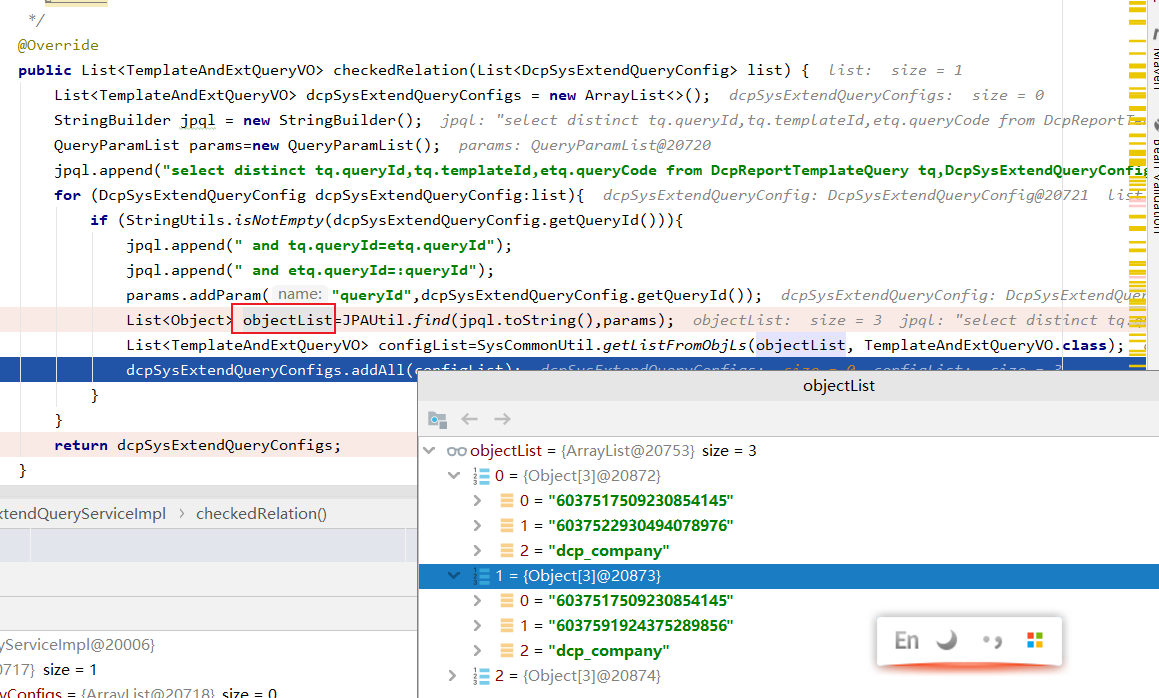 */
@Override
public List<TemplateAndExtQueryVO> checkedRelation(List<DcpSysExtendQueryConfig> list) { list: size = 1
List<TemplateAndExtQueryVO> dcpSysExtendQueryConfigs = new ArrayList<>(); dcpSysExtendQueryConfigs: size = 0
StringBuilder jpql = new StringBuilder(); jpql: "select distinct tq.queryId,tq.templateId,etq.queryCode from DcpReportT
QueryParamList params=new QueryParamList(); params: QueryParamList@20720
jpql.append("select distinct tq.queryId,tq.templateId,etq.queryCode from DcpReportTemplateQuery tq,DcpSysExtendQueryConfig
for (DcpSysExtendQueryConfig dcpSysExtendQueryConfig:list){ dcpSysExtendQueryConfig: DcpSysExtendQueryConfig@20721 list
if (StringUtils.isNotEmpty(dcpSysExtendQueryConfig.getQueryId())){
jpql.append(" and tq.queryId=etq.queryId");
jpql.append(" and etq.queryId=:queryId");
params.addParam( name: "queryId",dcpSysExtendQueryConfig.getQueryId()); dcpSysExtendQueryConfig: DcpSysExtendQuer
List<Object> objectList=JPAUtil.find(jpql.toString(),params); objectList: size = 3 jpql: "select distinct tq.q
List<TemplateAndExtQueryVO> configList=SysCommonUtil.getListFromObjLs(objectList, TemplateAndExtQueryVO.class);
dcpSysExtendQueryConfigs.addAll(configList); dcpSysExtendQueryConfigs: size = 0 configList: size = 3
}
}
return dcpSysExtendQueryConfigs;
}
objectList
objectList = {ArrayList@20753} size = 3
0 = {Object[3]@20872}
0 = "6037517509230854145"
1 = "6037522930494078976"
2 = "dcp_company"
1 = {Object[3]@20873}
0 = "6037517509230854145"
1 = "6037591924375289856"
2 = "dcp_company"
2 = {Object[3]@20874}
xtendQueryServiceImpl > checkedRelation()
ryServiceImpl@20006}
0717} size = 1
ryConfigs = {ArrayList@20718} size = 0
En
Maven
Bean Validation